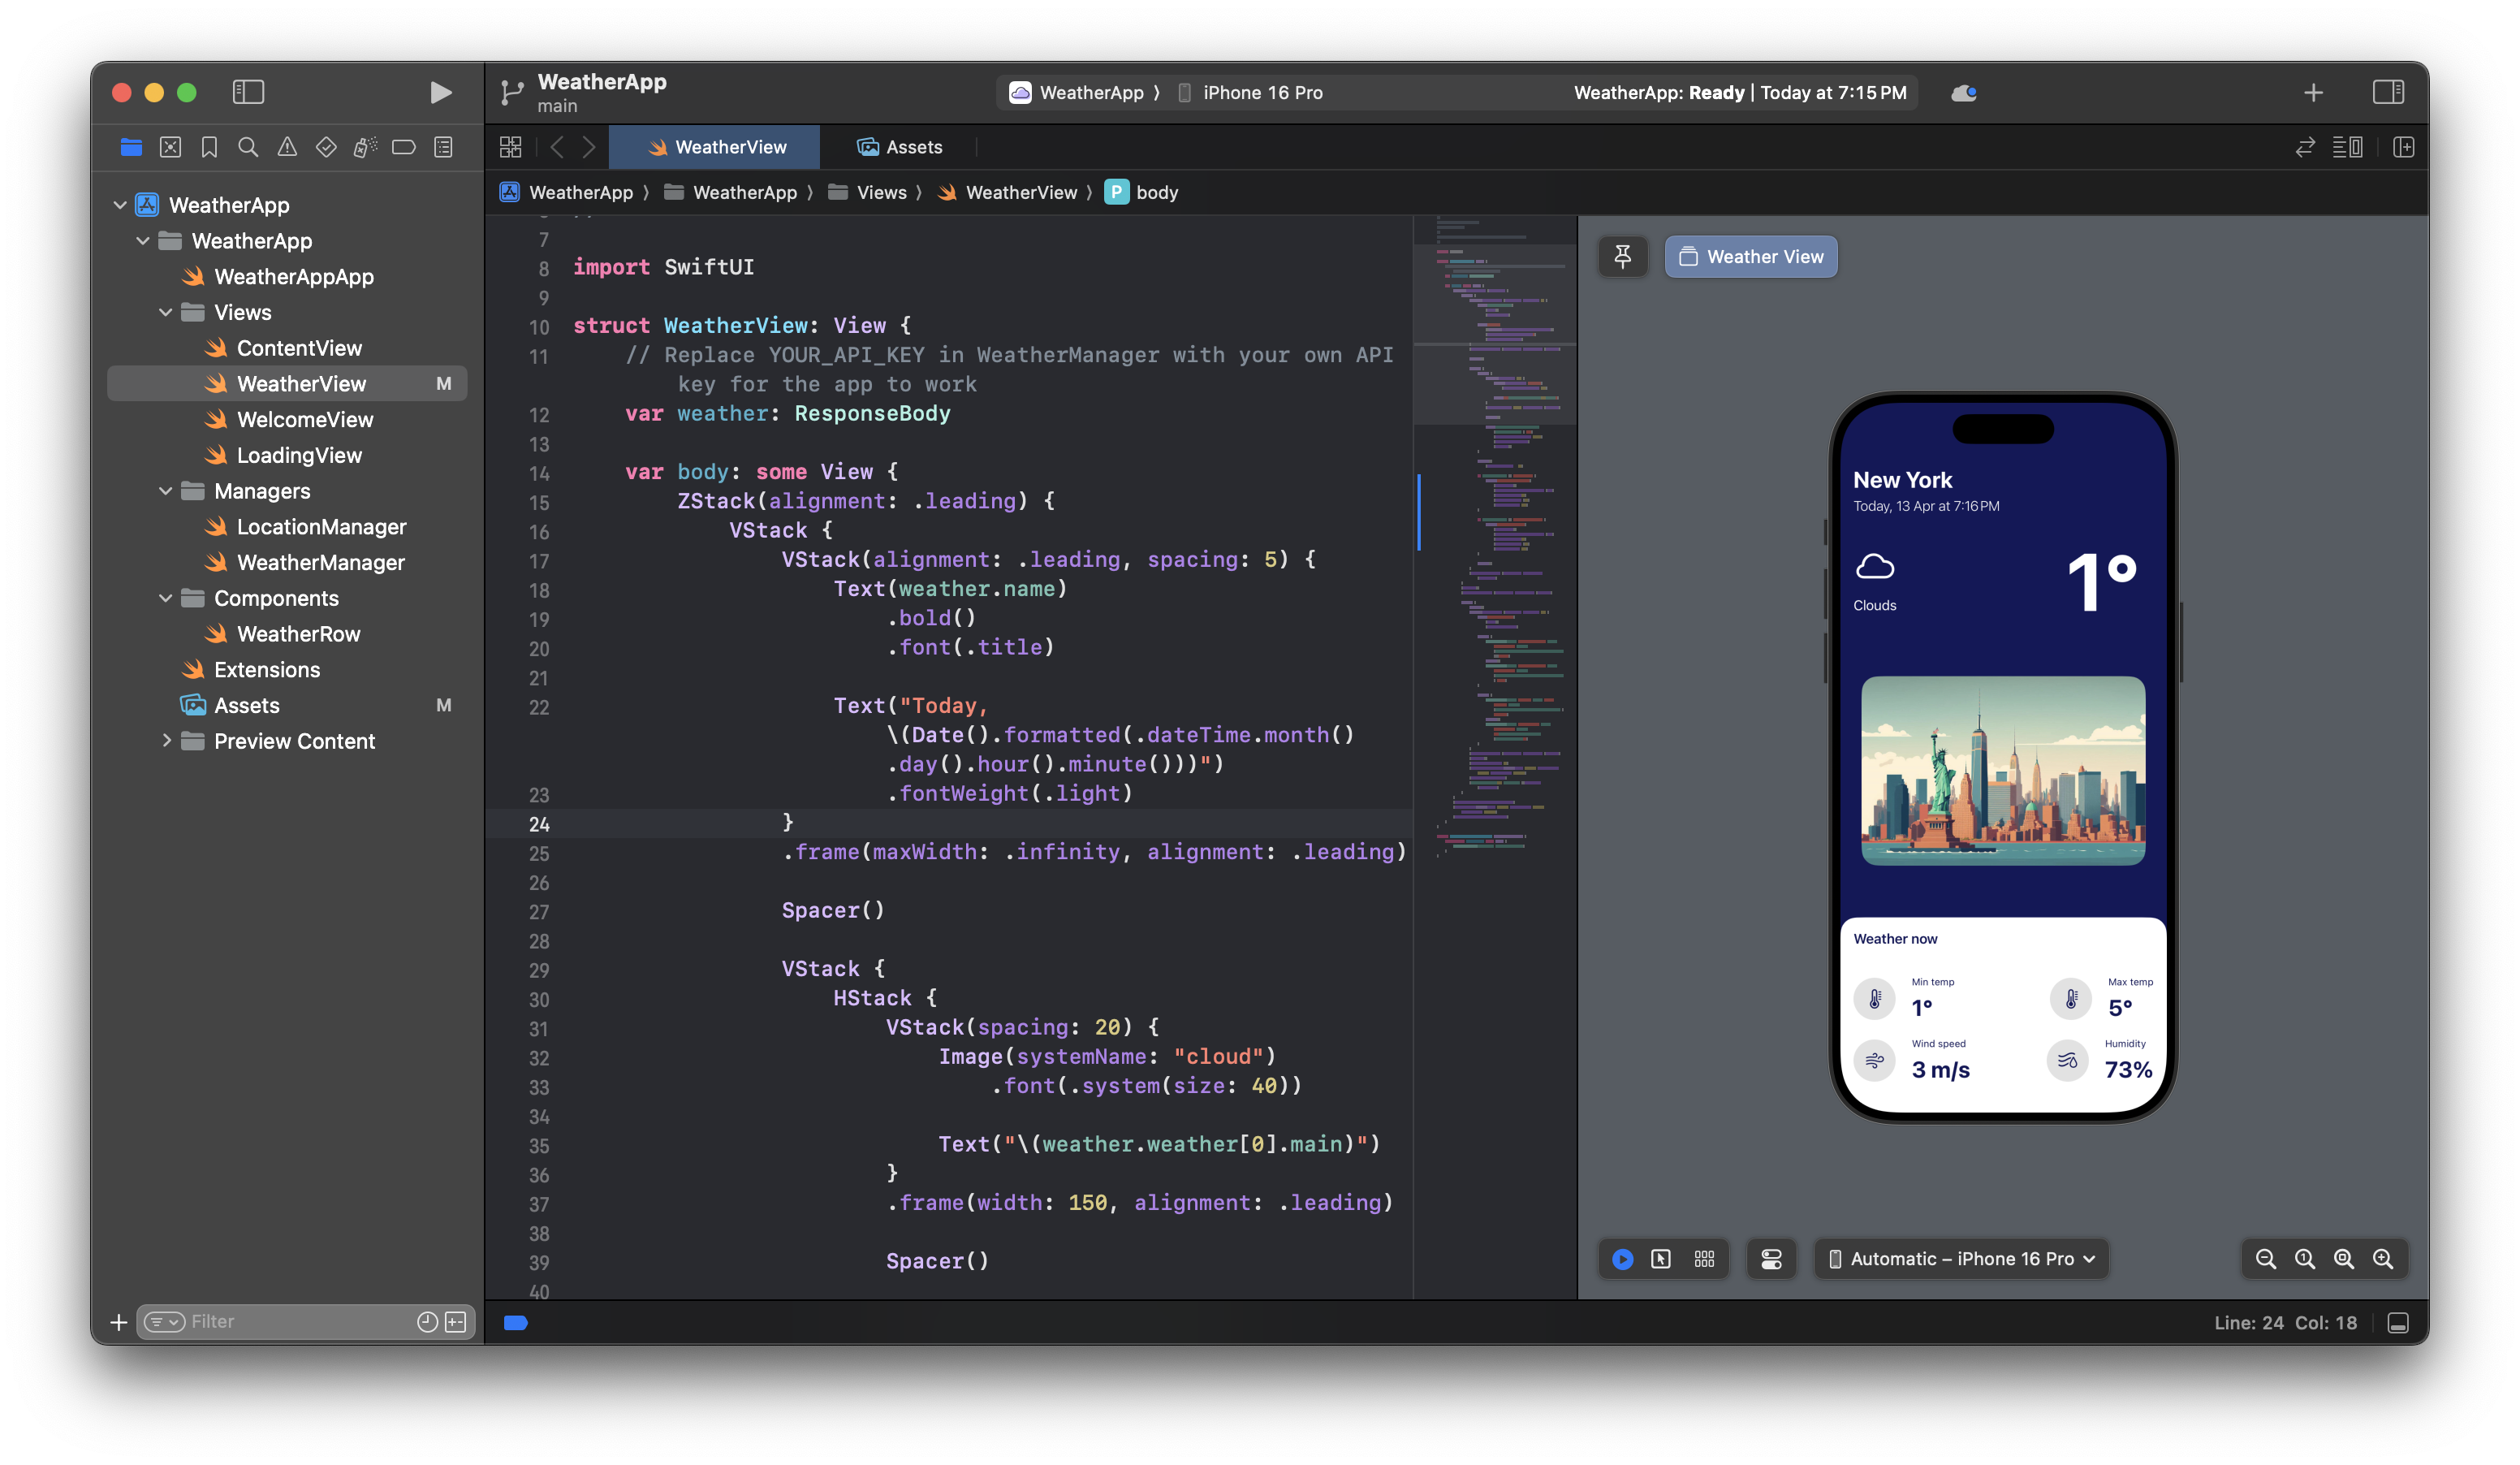 WeatherApp
main
WeatherApp 〉 iPhone 16 Pro
WeatherApp: Ready | Today at 7:15 PM
WeatherView
Assets
WeatherApp 〉 WeatherApp 〉 Views 〉 WeatherView 〉 P body
WeatherApp
WeatherApp
WeatherAppApp
Views
ContentView
WeatherView M
WelcomeView
LoadingView
Managers
LocationManager
WeatherManager
Components
WeatherRow
Extensions
Assets M
Preview Content
Filter
7
8 import SwiftUI
9
10 struct WeatherView: View {
11 // Replace YOUR_API_KEY in WeatherManager with your own API
key for the app to work
12 var weather: ResponseBody
13
14 var body: some View {
15 ZStack(alignment: .leading) {
16 VStack {
17 VStack(alignment: .leading, spacing: 5) {
18 Text(weather.name)
19 .bold()
20 .font(.title)
21
22 Text("Today,
\(Date().formatted(.dateTime.month()
.day().hour().minute()))")
23 .fontWeight(.light)
24 }
25 .frame(maxWidth: .infinity, alignment: .leading)
26
27 Spacer()
28
29 VStack {
30 HStack {
31 VStack(spacing: 20) {
32 Image(systemName: "cloud")
33 .font(.system(size: 40))
34
35 Text("\(weather.weather[0].main)")
36 }
37 .frame(width: 150, alignment: .leading)
38
39 Spacer()
40
Weather View
New York
Today, 13 Apr at 7:16 PM
1°
Clouds
Weather now
Min temp
1°
Max temp
5°
Wind speed
3 m/s
Humidity
73%
Automatic – iPhone 16 Pro
Line: 24 Col: 18